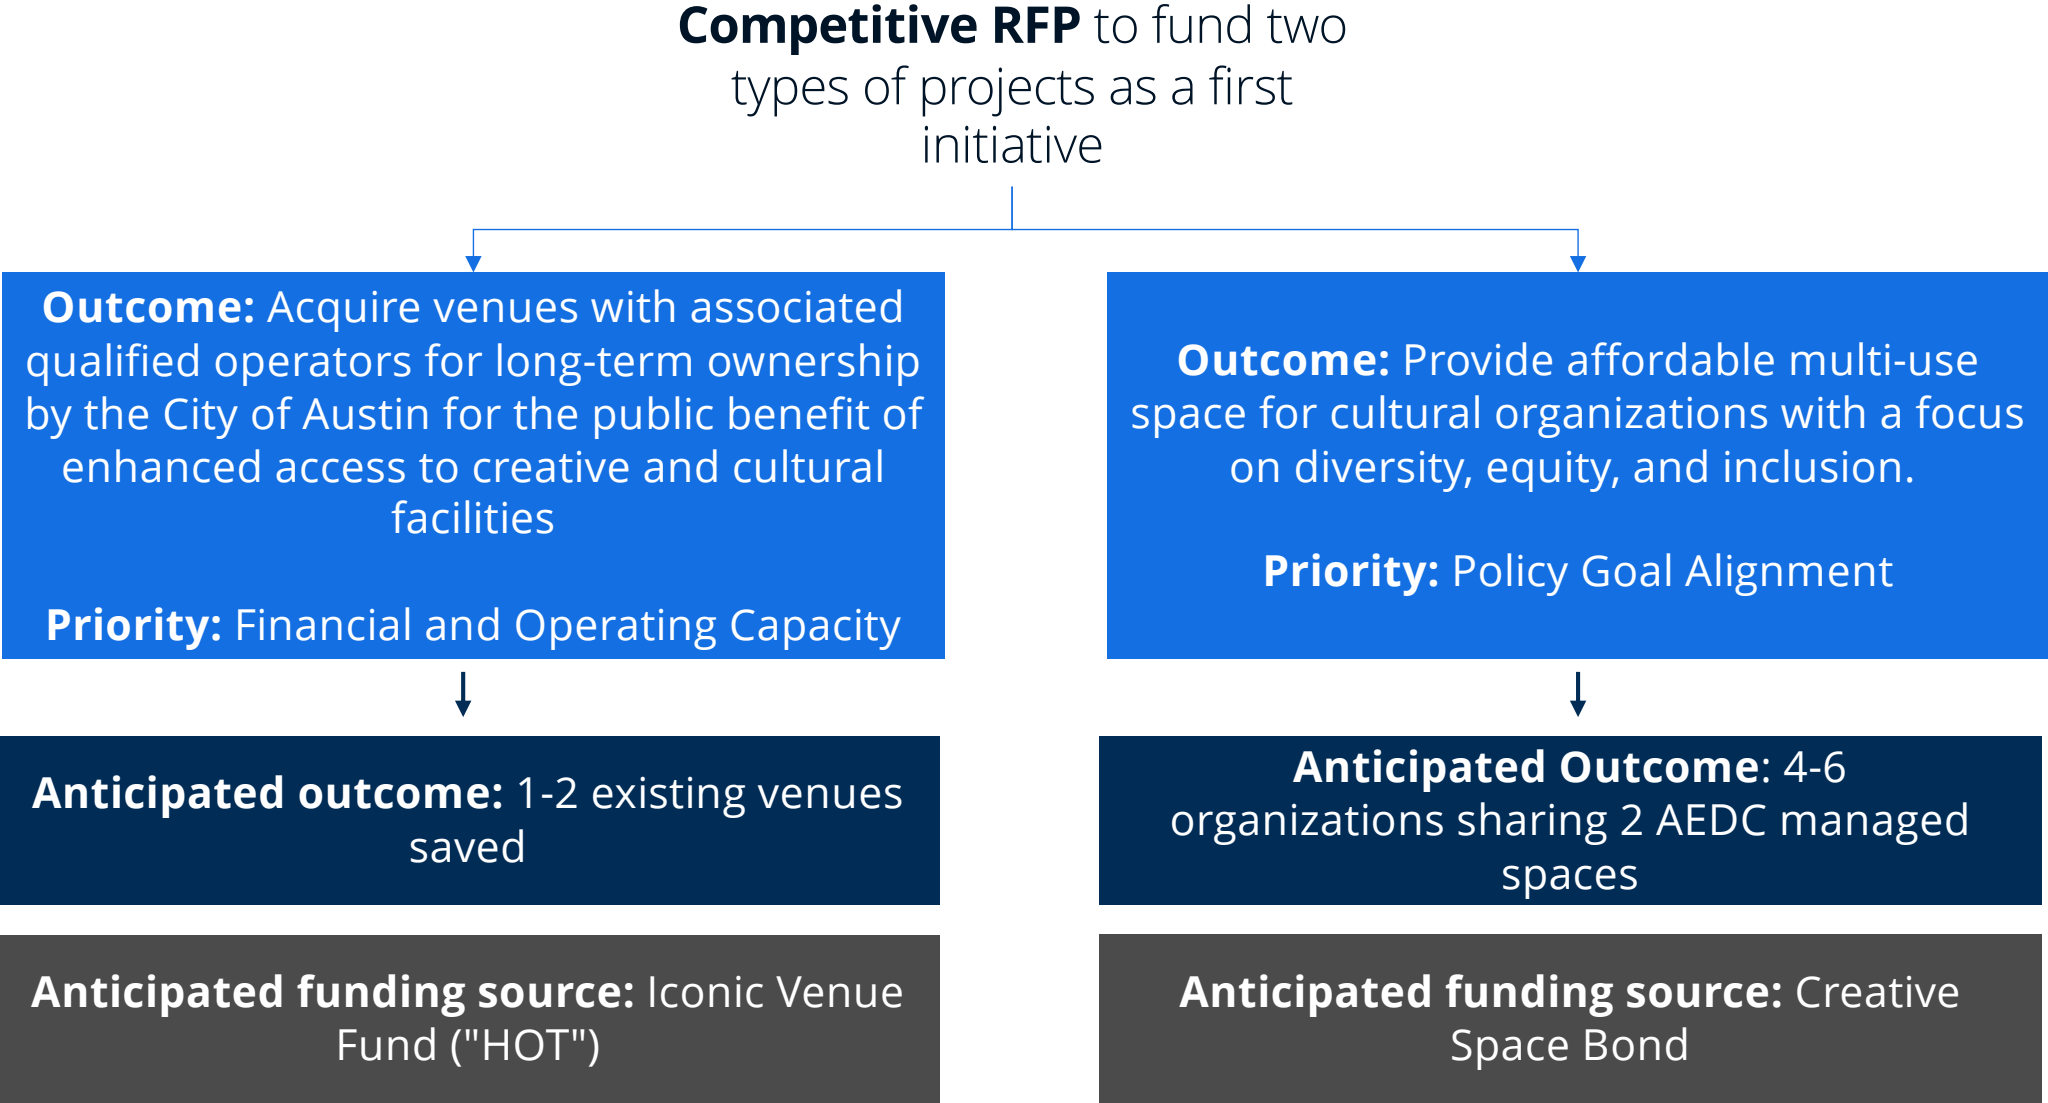 Competitive RFP to fund two
types of projects as a first
initiative
Outcome: Acquire venues with associated
qualified operators for long-term ownership
by the City of Austin for the public benefit of
enhanced access to creative and cultural
facilities
Priority: Financial and Operating Capacity
Outcome: Provide affordable multi-use
space for cultural organizations with a focus
on diversity, equity, and inclusion.
Priority: Policy Goal Alignment
Anticipated outcome: 1-2 existing venues
saved
Anticipated Outcome: 4-6
organizations sharing 2 AEDC managed
spaces
Anticipated funding source: Iconic Venue
Fund ("HOT")
Anticipated funding source: Creative
Space Bond